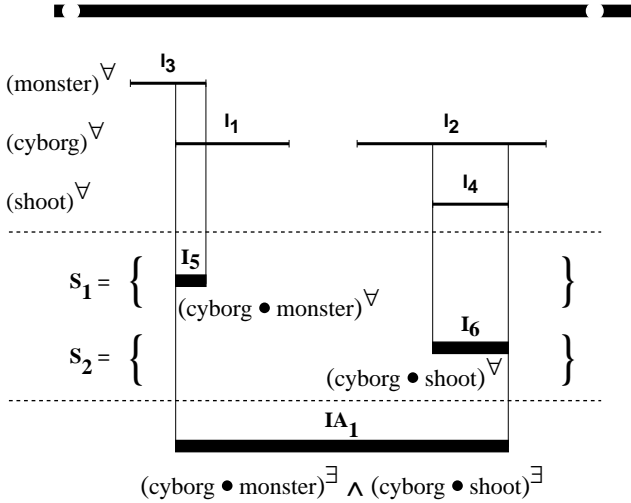 I3
(monster)∀
I1 I2
(cyborg)∀
I4
(shoot)∀
I5
S1 = { }
(cyborg • monster)∀
I6
S2 = { }
(cyborg • shoot)∀
IA1
(cyborg • monster)∃ ∧ (cyborg • shoot)∃